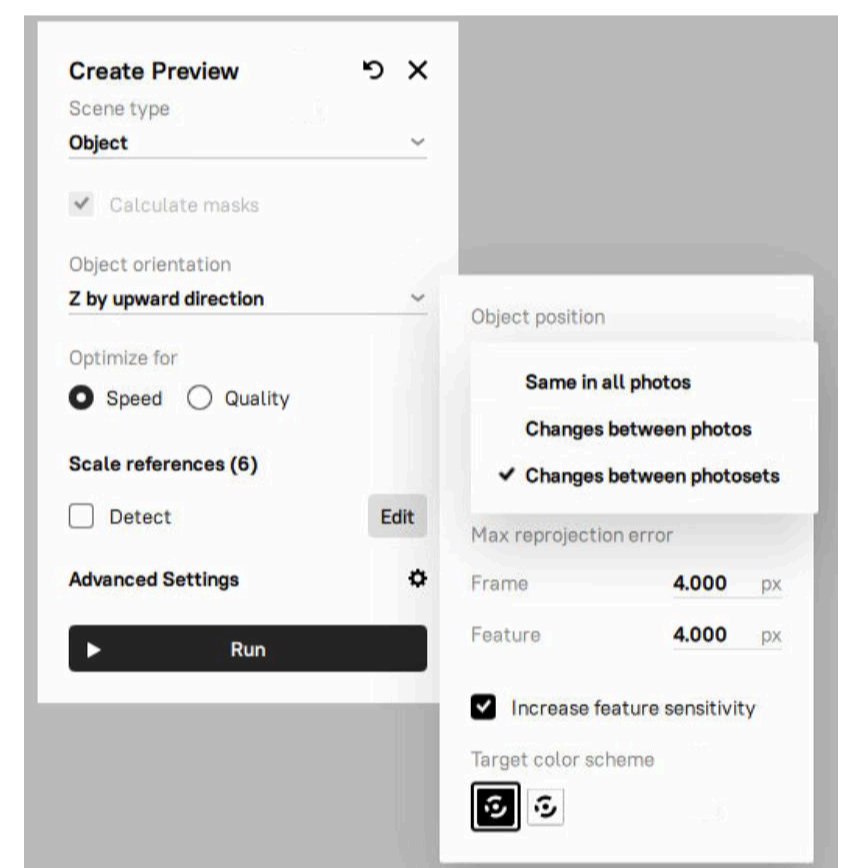 Create Preview
Scene type
Object
Calculate masks
Object orientation
Z by upward direction
Optimize for
Speed Quality
Scale references (6)
Detect Edit
Advanced Settings
Run
Object position
Same in all photos
Changes between photos
Changes between photosets
Max reprojection error
Frame 4.000 px
Feature 4.000 px
Increase feature sensitivity
Target color scheme